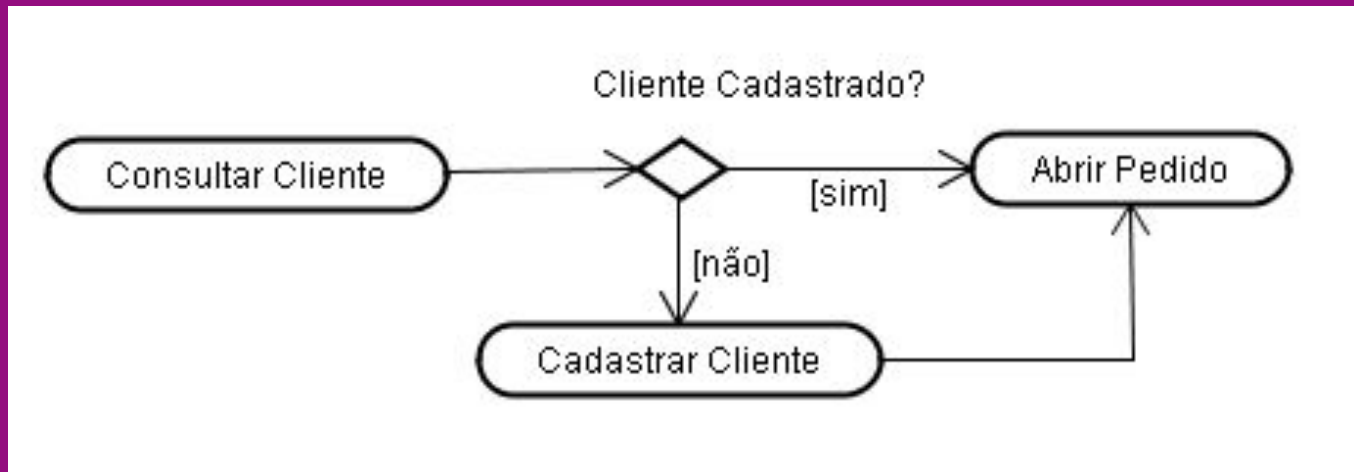 Cliente Cadastrado?
Consultar Cliente
Abrir Pedido
[sim]
[não]
Cadastrar Cliente